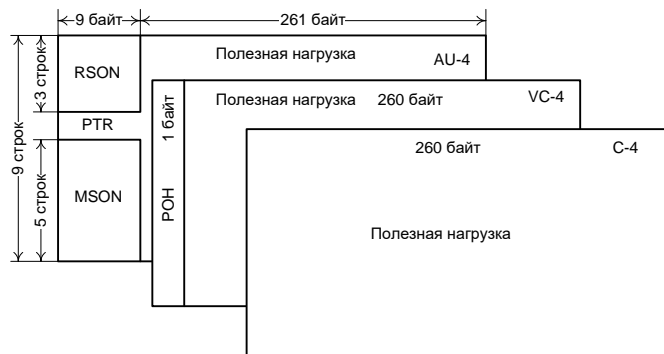 9 байт
261 байт
Полезная нагрузка
AU-4
RSON
3 строк
9 строк
PTR
MSON
5 строк
Полезная нагрузка
260 байт
VC-4
1 байт
POH
260 байт
C-4
Полезная нагрузка